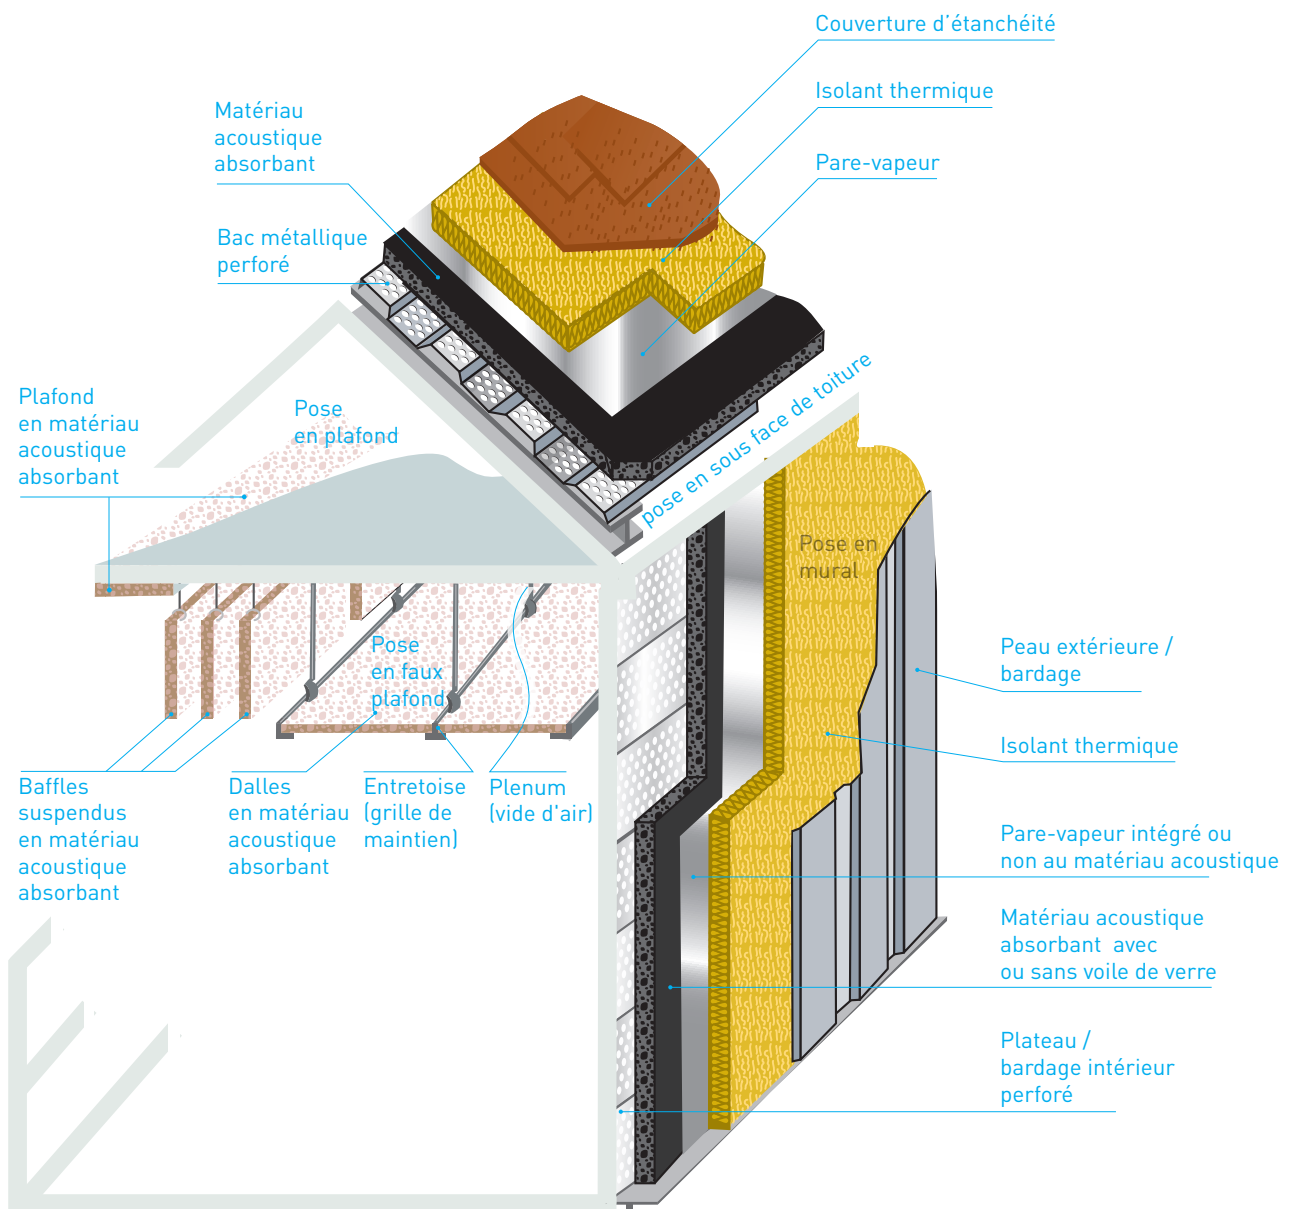 Couverture d'étanchéité
Isolant thermique
Pare-vapeur
Matériau
acoustique
absorbant
Bac métallique
perforé
Plafond
en matériau
acoustique
absorbant
Pose
en plafond
pose en sous face de toiture
Pose en
mural
Pose
en faux
plafond
Peau extérieure /
bardage
Isolant thermique
Pare-vapeur intégré ou
non au matériau acoustique
Matériau acoustique
absorbant avec
ou sans voile de verre
Plateau /
bardage intérieur
perforé
Baffles
suspendus
en matériau
acoustique
absorbant
Dalles
en matériau
acoustique
absorbant
Entretoise
(grille de
maintien)
Plenum
(vide d'air)